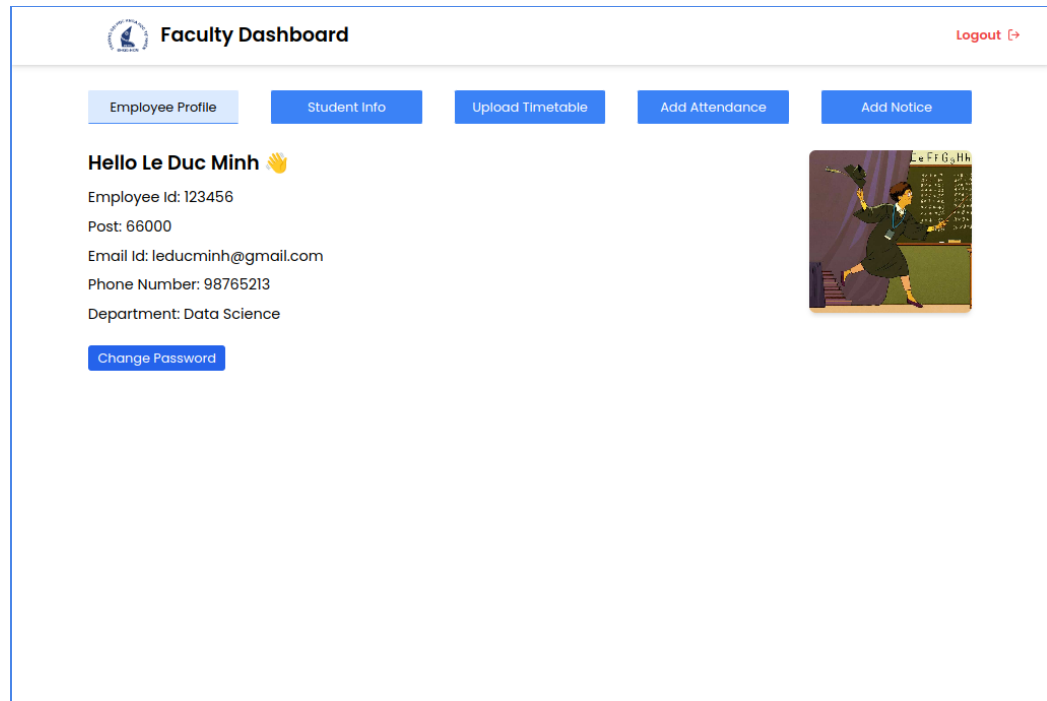 Faculty Dashboard
Logout
Employee Profile
Student Info
Upload Timetable
Add Attendance
Add Notice
Hello Le Duc Minh 👋
Employee Id: 123456
Post: 66000
Email Id: leducminh@gmail.com
Phone Number: 98765213
Department: Data Science
Change Password